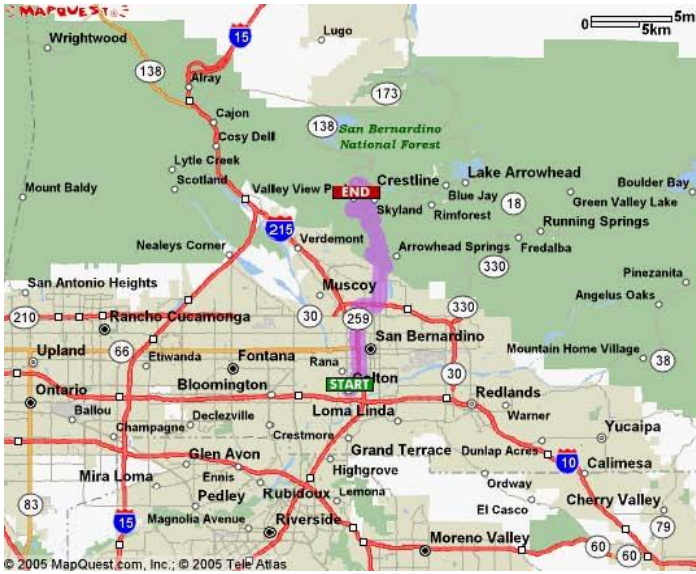 MAPQUEST
15
5m
0
5km
Wrightwood
Lugo
138
Alray
173
Cajon
138
San Bernardino
National Forest
Cosy Dell
Lytle Creek
Scotland
Valley View P
END
Crestline
Lake Arrowhead
Boulder Bay
Mount Baldy
Skyland
Blue Jay
Rimforest
18
Green Valley Lake
Running Springs
215
Verdemont
Nealeys Corner
Arrowhead Springs
Fredalba
330
Pinezanita
San Antonio Heights
Muscoy
Angelus Oaks
210
Rancho Cucamonga
30
259
330
San Bernardino
Upland
66
Etiwanda
Fontana
Rana
Mountain Home Village
38
START
Colton
30
Ontario
Bloomington
Redlands
Ballou
Declezville
Loma Linda
Warner
Champagne
Crestmore
Yucaipa
Grand Terrace
Dunlap Acres
Glen Avon
Highgrove
10
Calimesa
Mira Loma
Ennis
Ordway
83
Pedley
Rubidoux
Lemona
El Casco
Cherry Valley
15
Magnolia Avenue
Riverside
79
Moreno Valley
60
60
© 2005 MapQuest.com, Inc.; © 2005 Tele Atlas